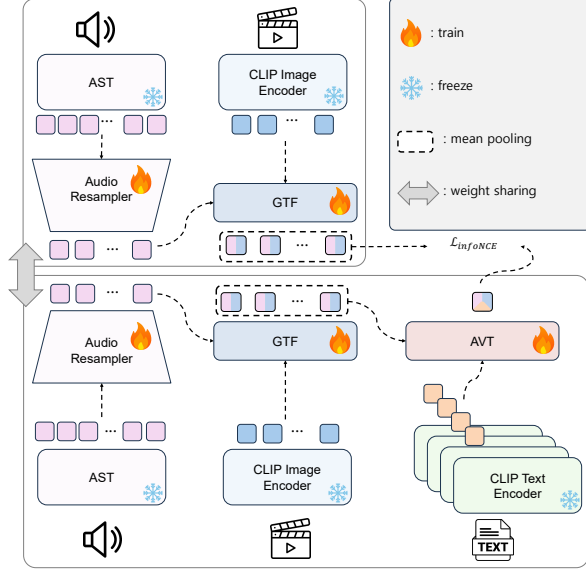 AST
CLIP Image
Encoder
: train
: freeze
: mean pooling
: weight sharing
...
...
Audio
Resampler
GTF
...
...
ℒ_infoNCE
...
...
Audio
Resampler
GTF
AVT
...
...
AST
CLIP Image
Encoder
CLIP Text
Encoder
TEXT